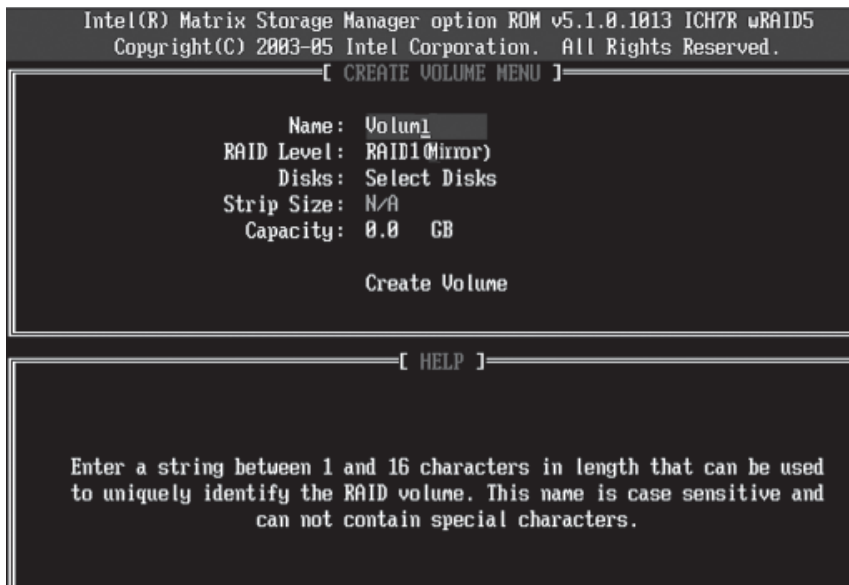 Intel(R) Matrix Storage Manager option ROM v5.1.0.1013 ICH7R wRAID5
Copyright(C) 2003-05 Intel Corporation. All Rights Reserved.
[ CREATE VOLUME MENU ]
Name: Volum1
RAID Level: RAID1(Mirror)
Disks: Select Disks
Strip Size: N/A
Capacity: 0.0 GB
Create Volume
[ HELP ]
Enter a string between 1 and 16 characters in length that can be used
to uniquely identify the RAID volume. This name is case sensitive and
can not contain special characters.